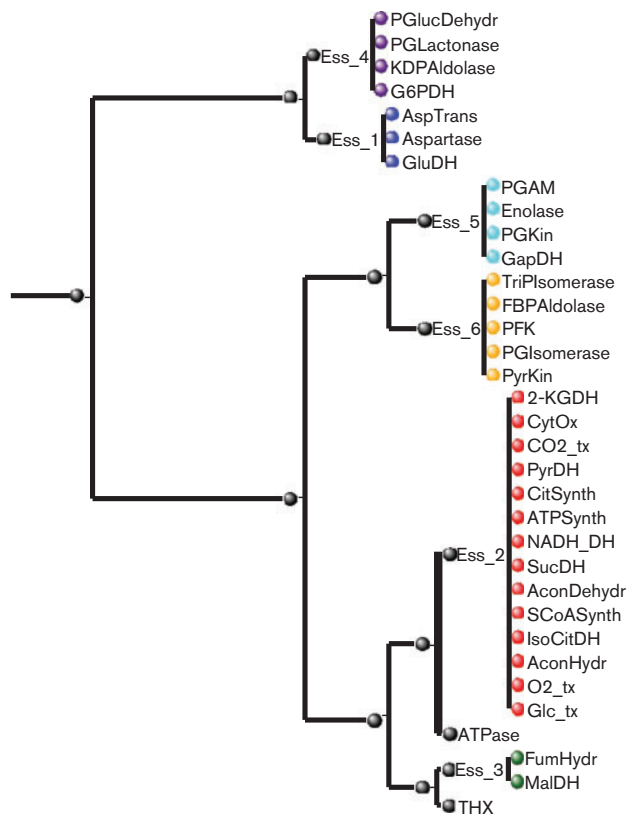 PGlucDehydr
Ess_4
PGLactonase
KDPAldolase
G6PDH
AspTrans
Ess_1
Aspartase
GluDH
PGAM
Enolase
Ess_5
PGKin
GapDH
TriPIsomerase
FBPAldolase
Ess_6
PFK
PGIsomerase
PyrKin
2-KGDH
CytOx
CO2_tx
PyrDH
CitSynth
ATPSynth
NADH_DH
Ess_2
SucDH
AconDehydr
SCoASynth
IsoCitDH
AconHydr
O2_tx
Glc_tx
ATPase
FumHydr
Ess_3
MalDH
THX